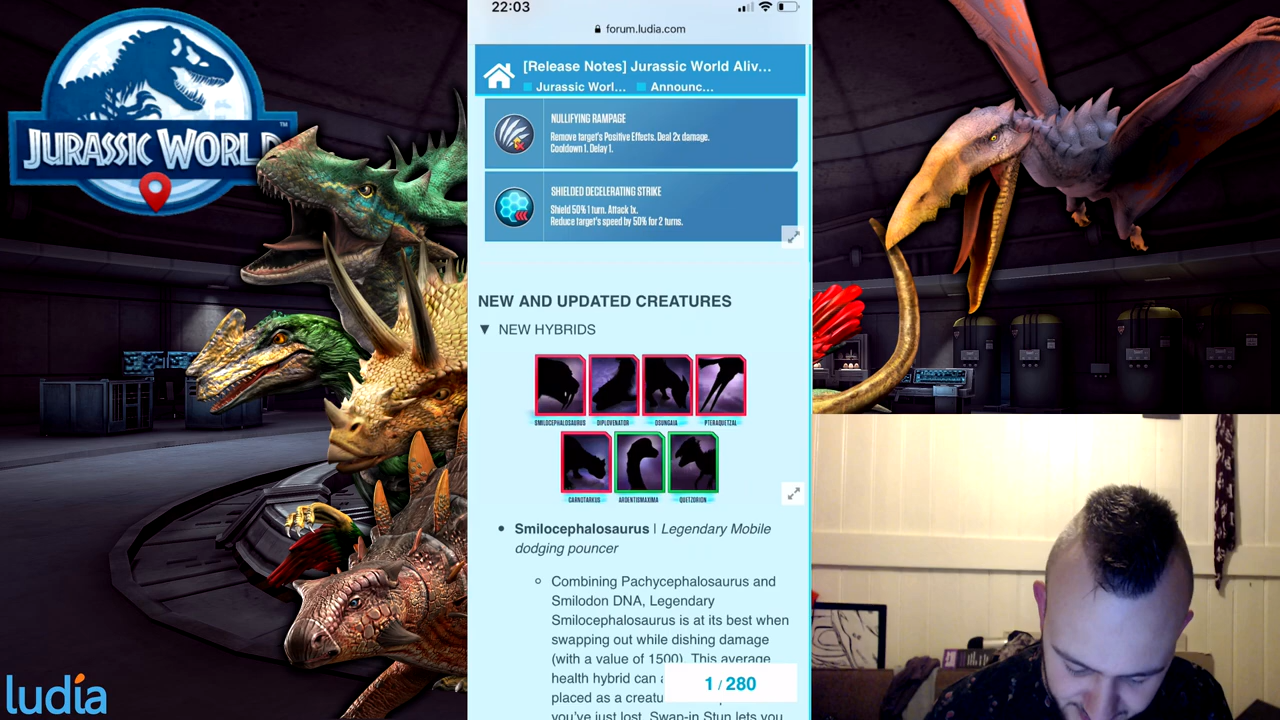 22:03
forum.ludia.com
[Release Notes] Jurassic World Aliv...
Jurassic Worl... Announc...
JURASSIC WORLD
TM
NULLIFYING RAMPAGE
Remove target's Positive Effects. Deal 2x damage.
Cooldown 1. Delay 1.
SHIELDED DECELERATING STRIKE
Shield 50% 1 turn. Attack 1x.
Reduce target's speed by 50% for 2 turns.
NEW AND UPDATED CREATURES
▼ NEW HYBRIDS
SMILOCEPHALOSAURUS DIPLOVENATOR DSUNGAIA PTERAQUETZAL
CARNOTARKUS ARDENTISMAXIMA QUETZORION
• Smilocephalosaurus | Legendary Mobile
dodging pouncer
Combining Pachycephalosaurus and
Smilodon DNA, Legendary
Smilocephalosaurus is at its best when
swapping out while dishing damage
(with a value of 1500). This average
health hybrid can
placed as a creatu
you've just lost. Swap-in Stun lets you
1 / 280
ludia